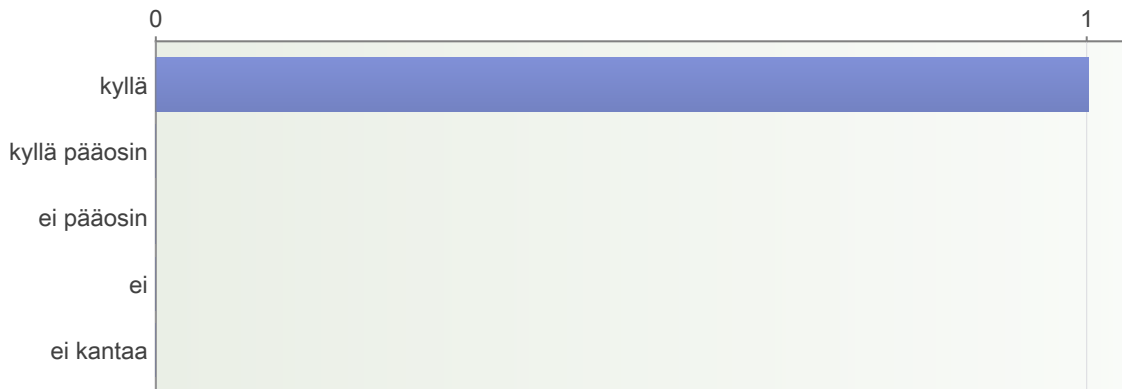 0 1
kyllä
kyllä pääosin
ei pääosin
ei
ei kantaa